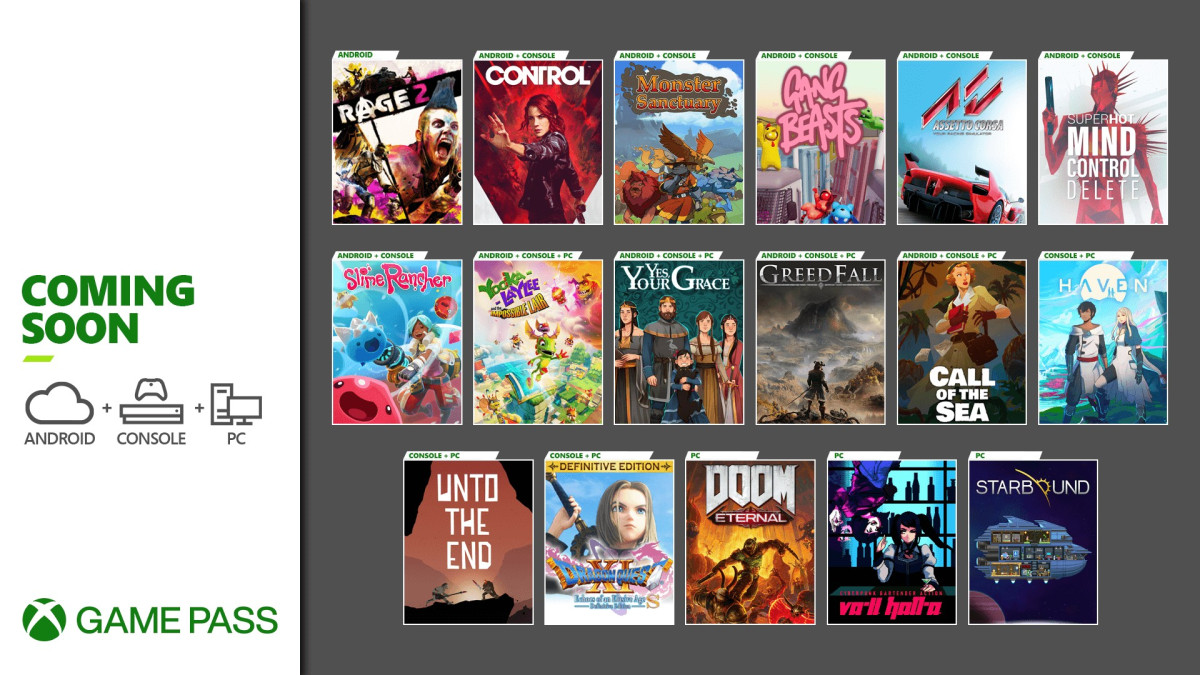 COMING
SOON
ANDROID + CONSOLE + PC
GAME PASS
ANDROID
RAGE 2
ANDROID + CONSOLE
CONTROL
ANDROID + CONSOLE
Monster
Sanctuary
ANDROID + CONSOLE
GANG
BEASTS
ANDROID + CONSOLE
ASSETTO CORSA
YOUR RACING SIMULATOR
ANDROID + CONSOLE
SUPERHOT
MIND
CONTROL
DELETE
ANDROID + CONSOLE
Slime Rancher
ANDROID + CONSOLE + PC
YOOKA-
LAYLEE
AND THE
IMPOSSIBLE LAIR
ANDROID + CONSOLE + PC
YES,
YOUR GRACE
ANDROID + CONSOLE + PC
GREEDFALL
ANDROID + CONSOLE + PC
CALL
OF THE
SEA
CONSOLE + PC
HAVEN
CONSOLE + PC
UNTO
THE
END
CONSOLE + PC
DEFINITIVE EDITION
DRAGON QUEST
XI S
Echoes of an Elusive Age
Definitive Edition
PC
DOOM
ETERNAL
PC
CYBERPUNK BARTENDER ACTION
va-11 hall-a
PC
STARBOUND